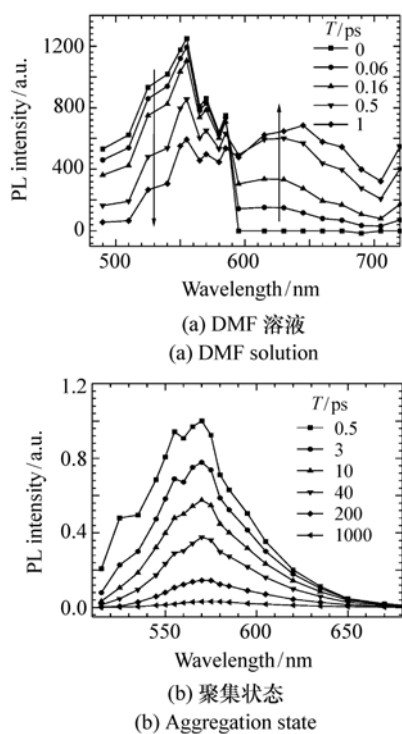 T/ps
0
0.06
0.16
0.5
1
1200
800
400
0
PL intensity/a.u.
500 600 700
Wavelength/nm
(a) DMF 溶液
(a) DMF solution
T/ps
0.5
3
10
40
200
1000
1.2
0.8
0.4
0.0
PL intensity/a.u.
550 600 650
Wavelength/nm
(b) 聚集状态
(b) Aggregation state